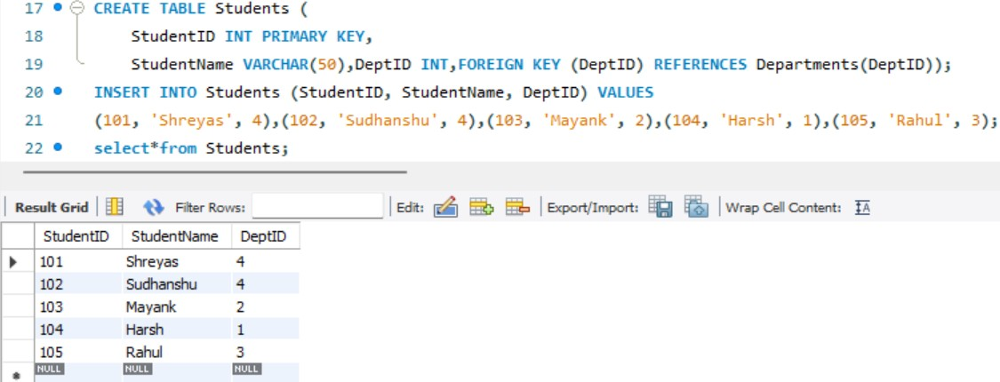 17 CREATE TABLE Students (
18 StudentID INT PRIMARY KEY,
19 StudentName VARCHAR(50),DeptID INT,FOREIGN KEY (DeptID) REFERENCES Departments(DeptID));
20 INSERT INTO Students (StudentID, StudentName, DeptID) VALUES
21 (101, 'Shreyas', 4),(102, 'Sudhanshu', 4),(103, 'Mayank', 2),(104, 'Harsh', 1),(105, 'Rahul', 3);
22 select*from Students;
Result Grid Filter Rows: Edit: Export/Import: Wrap Cell Content: IA
StudentID StudentName DeptID
101 Shreyas 4
102 Sudhanshu 4
103 Mayank 2
104 Harsh 1
105 Rahul 3
NULL NULL NULL